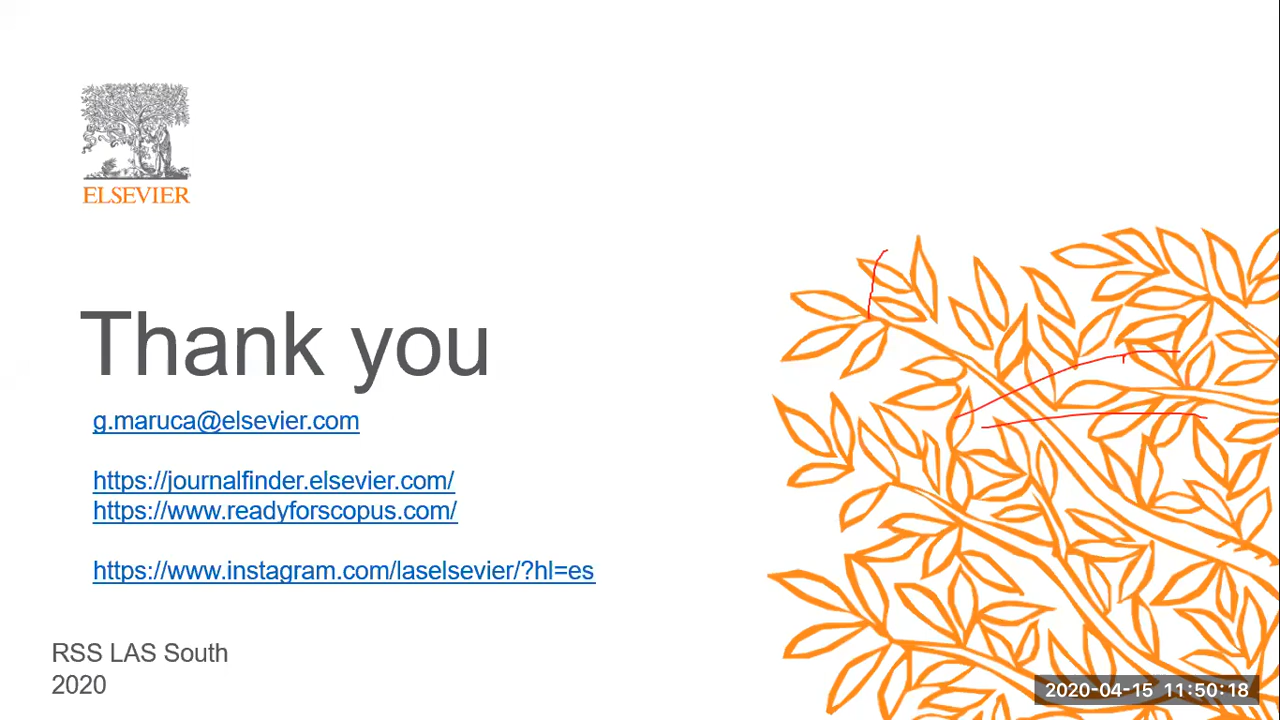 ELSEVIER
Thank you
g.maruca@elsevier.com
https://journalfinder.elsevier.com/
https://www.readyforscopus.com/
https://www.instagram.com/laselsevier/?hl=es
RSS LAS South
2020
2020-04-15 11:50:18